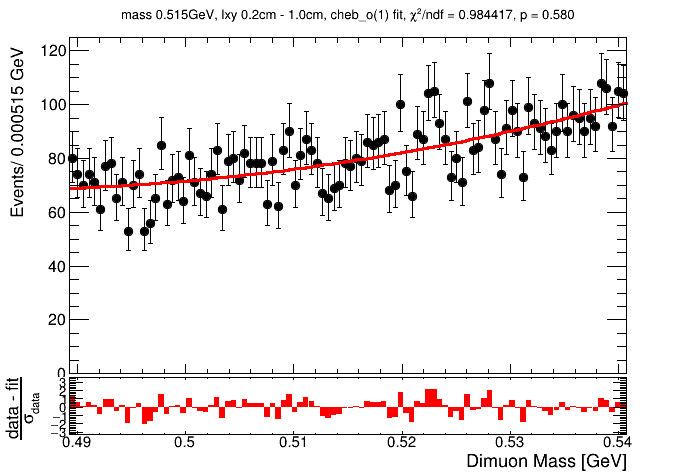 mass 0.515GeV, lxy 0.2cm - 1.0cm, cheb_o(1) fit, χ²/ndf = 0.984417, p = 0.580
Events/ 0.000515 GeV
120
100
80
60
40
20
0
data - fit
σdata
3
2
1
0
−1
−2
−3
0.49 0.5 0.51 0.52 0.53 0.54
Dimuon Mass [GeV]